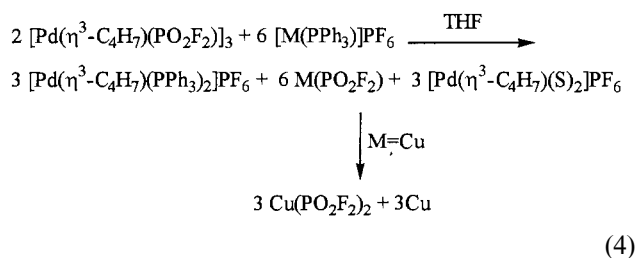 2 [Pd(η³-C₄H₇)(PO₂F₂)]₃ + 6 [M(PPh₃)]PF₆ THF
3 [Pd(η³-C₄H₇)(PPh₃)₂]PF₆ + 6 M(PO₂F₂) + 3 [Pd(η³-C₄H₇)(S)₂]PF₆
M=Cu
3 Cu(PO₂F₂)₂ + 3Cu
(4)